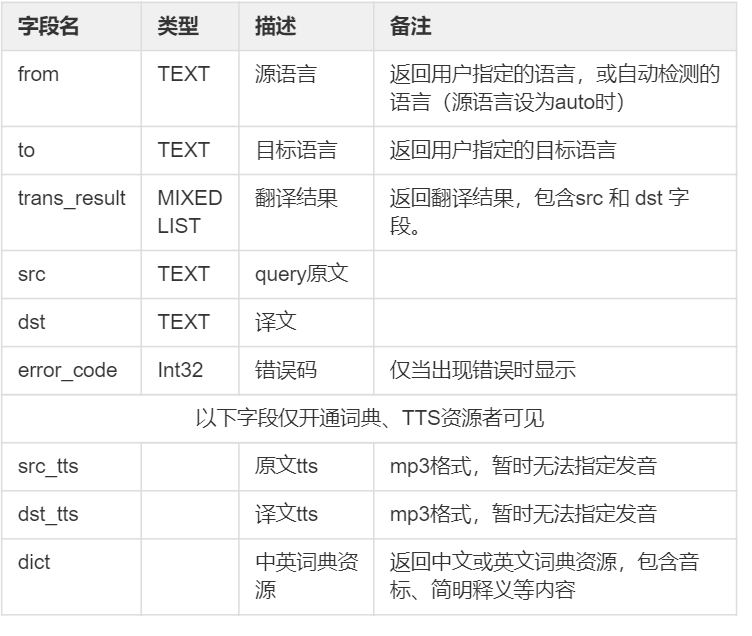 字段名 类型 描述 备注
from TEXT 源语言 返回用户指定的语言，或自动检测的
语言（源语言设为auto时）
to TEXT 目标语言 返回用户指定的目标语言
trans_result MIXED 翻译结果 返回翻译结果，包含src 和 dst 字
LIST 段。
src TEXT query原文
dst TEXT 译文
error_code Int32 错误码 仅当出现错误时显示
以下字段仅开通词典、TTS资源者可见
src_tts 原文tts mp3格式，暂时无法指定发音
dst_tts 译文tts mp3格式，暂时无法指定发音
dict 中英词典资 返回中文或英文词典资源，包含音
源 标、简明释义等内容